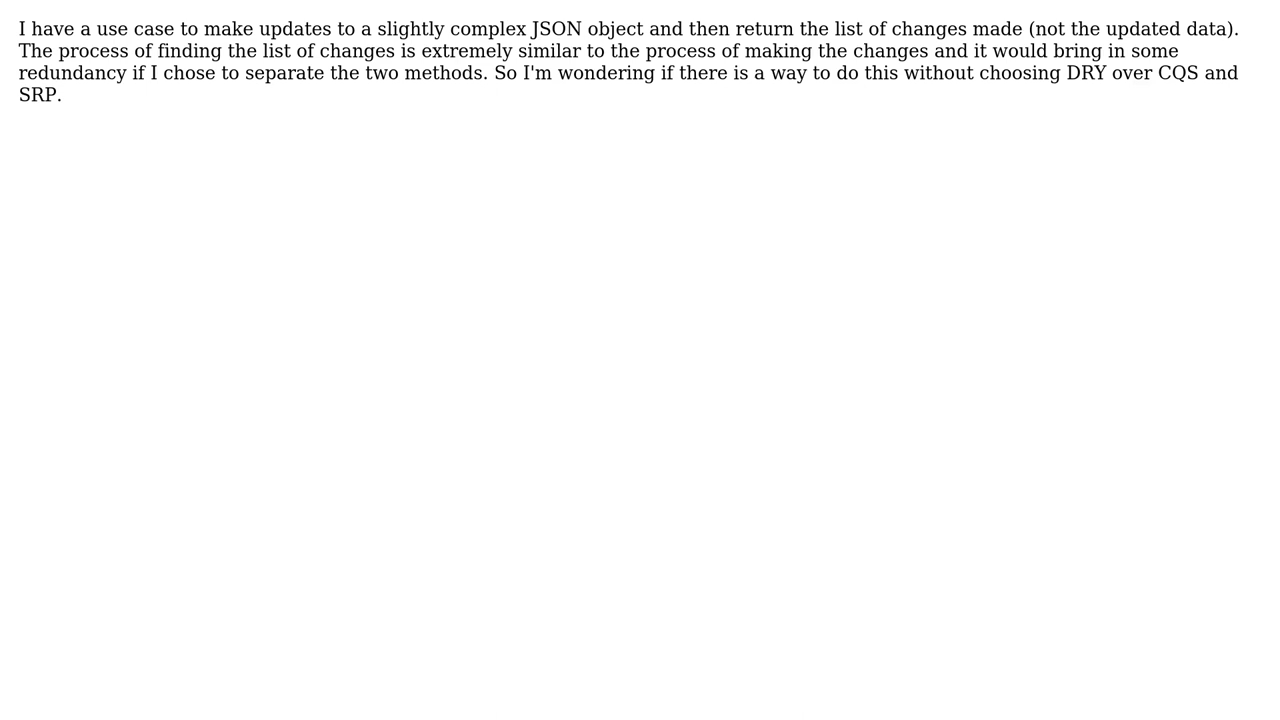 I have a use case to make updates to a slightly complex JSON object and then return the list of changes made (not the updated data).
The process of finding the list of changes is extremely similar to the process of making the changes and it would bring in some
redundancy if I chose to separate the two methods. So I'm wondering if there is a way to do this without choosing DRY over CQS and
SRP.